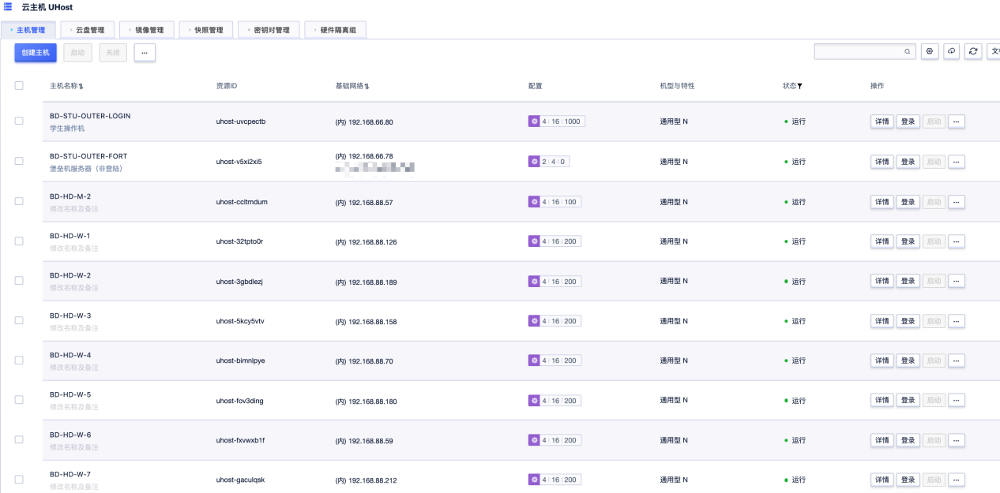 云主机 UHost
主机管理 云盘管理 镜像管理 快照管理 密钥对管理 硬件隔离组
创建主机 启动 关闭 ...
主机名称 资源ID 基础网络 配置 机型与特性 状态 操作
BD-STU-OUTER-LOGIN
学生操作机
uhost-uvcpectb (内) 192.168.66.80 4 16 1000 通用型 N 运行 详情 登录 启动 ...
BD-STU-OUTER-FORT
堡垒机服务器（非登陆）
uhost-v5xi2xi5 (内) 192.168.66.78 2 4 0 通用型 N 运行 详情 登录 启动 ...
BD-HD-M-2
修改名称及备注
uhost-ccltmdum (内) 192.168.88.57 4 16 100 通用型 N 运行 详情 登录 启动 ...
BD-HD-W-1
修改名称及备注
uhost-32tpto0r (内) 192.168.88.126 4 16 200 通用型 N 运行 详情 登录 启动 ...
BD-HD-W-2
修改名称及备注
uhost-3gbdlezj (内) 192.168.88.189 4 16 200 通用型 N 运行 详情 登录 启动 ...
BD-HD-W-3
修改名称及备注
uhost-5kcy5vtv (内) 192.168.88.158 4 16 200 通用型 N 运行 详情 登录 启动 ...
BD-HD-W-4
修改名称及备注
uhost-bimnlpye (内) 192.168.88.70 4 16 200 通用型 N 运行 详情 登录 启动 ...
BD-HD-W-5
修改名称及备注
uhost-fov3ding (内) 192.168.88.180 4 16 200 通用型 N 运行 详情 登录 启动 ...
BD-HD-W-6
修改名称及备注
uhost-fxvwxb1f (内) 192.168.88.59 4 16 200 通用型 N 运行 详情 登录 启动 ...
BD-HD-W-7
修改名称及备注
uhost-gaculqsk (内) 192.168.88.212 4 16 200 通用型 N 运行 详情 登录 启动 ...